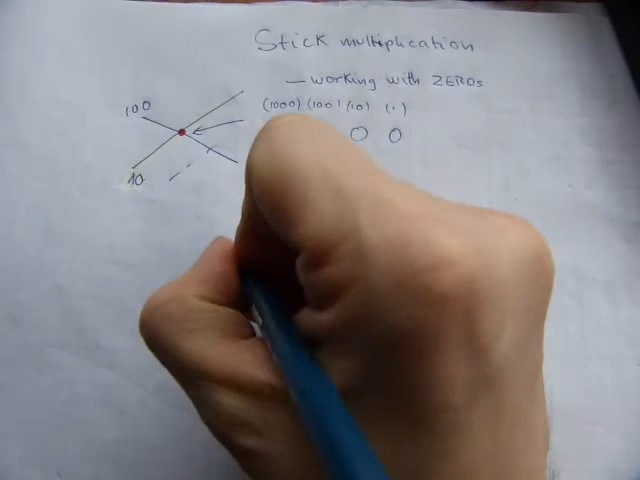 Stick multiplication
— working with ZEROs
100
(1000) (100) (10) (1)
0 0
10